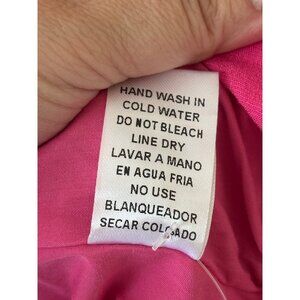 HAND WASH IN
COLD WATER
DO NOT BLEACH
LINE DRY
LAVAR A MANO
EN AGUA FRIA
NO USE
BLANQUEADOR
SECAR COLGADO